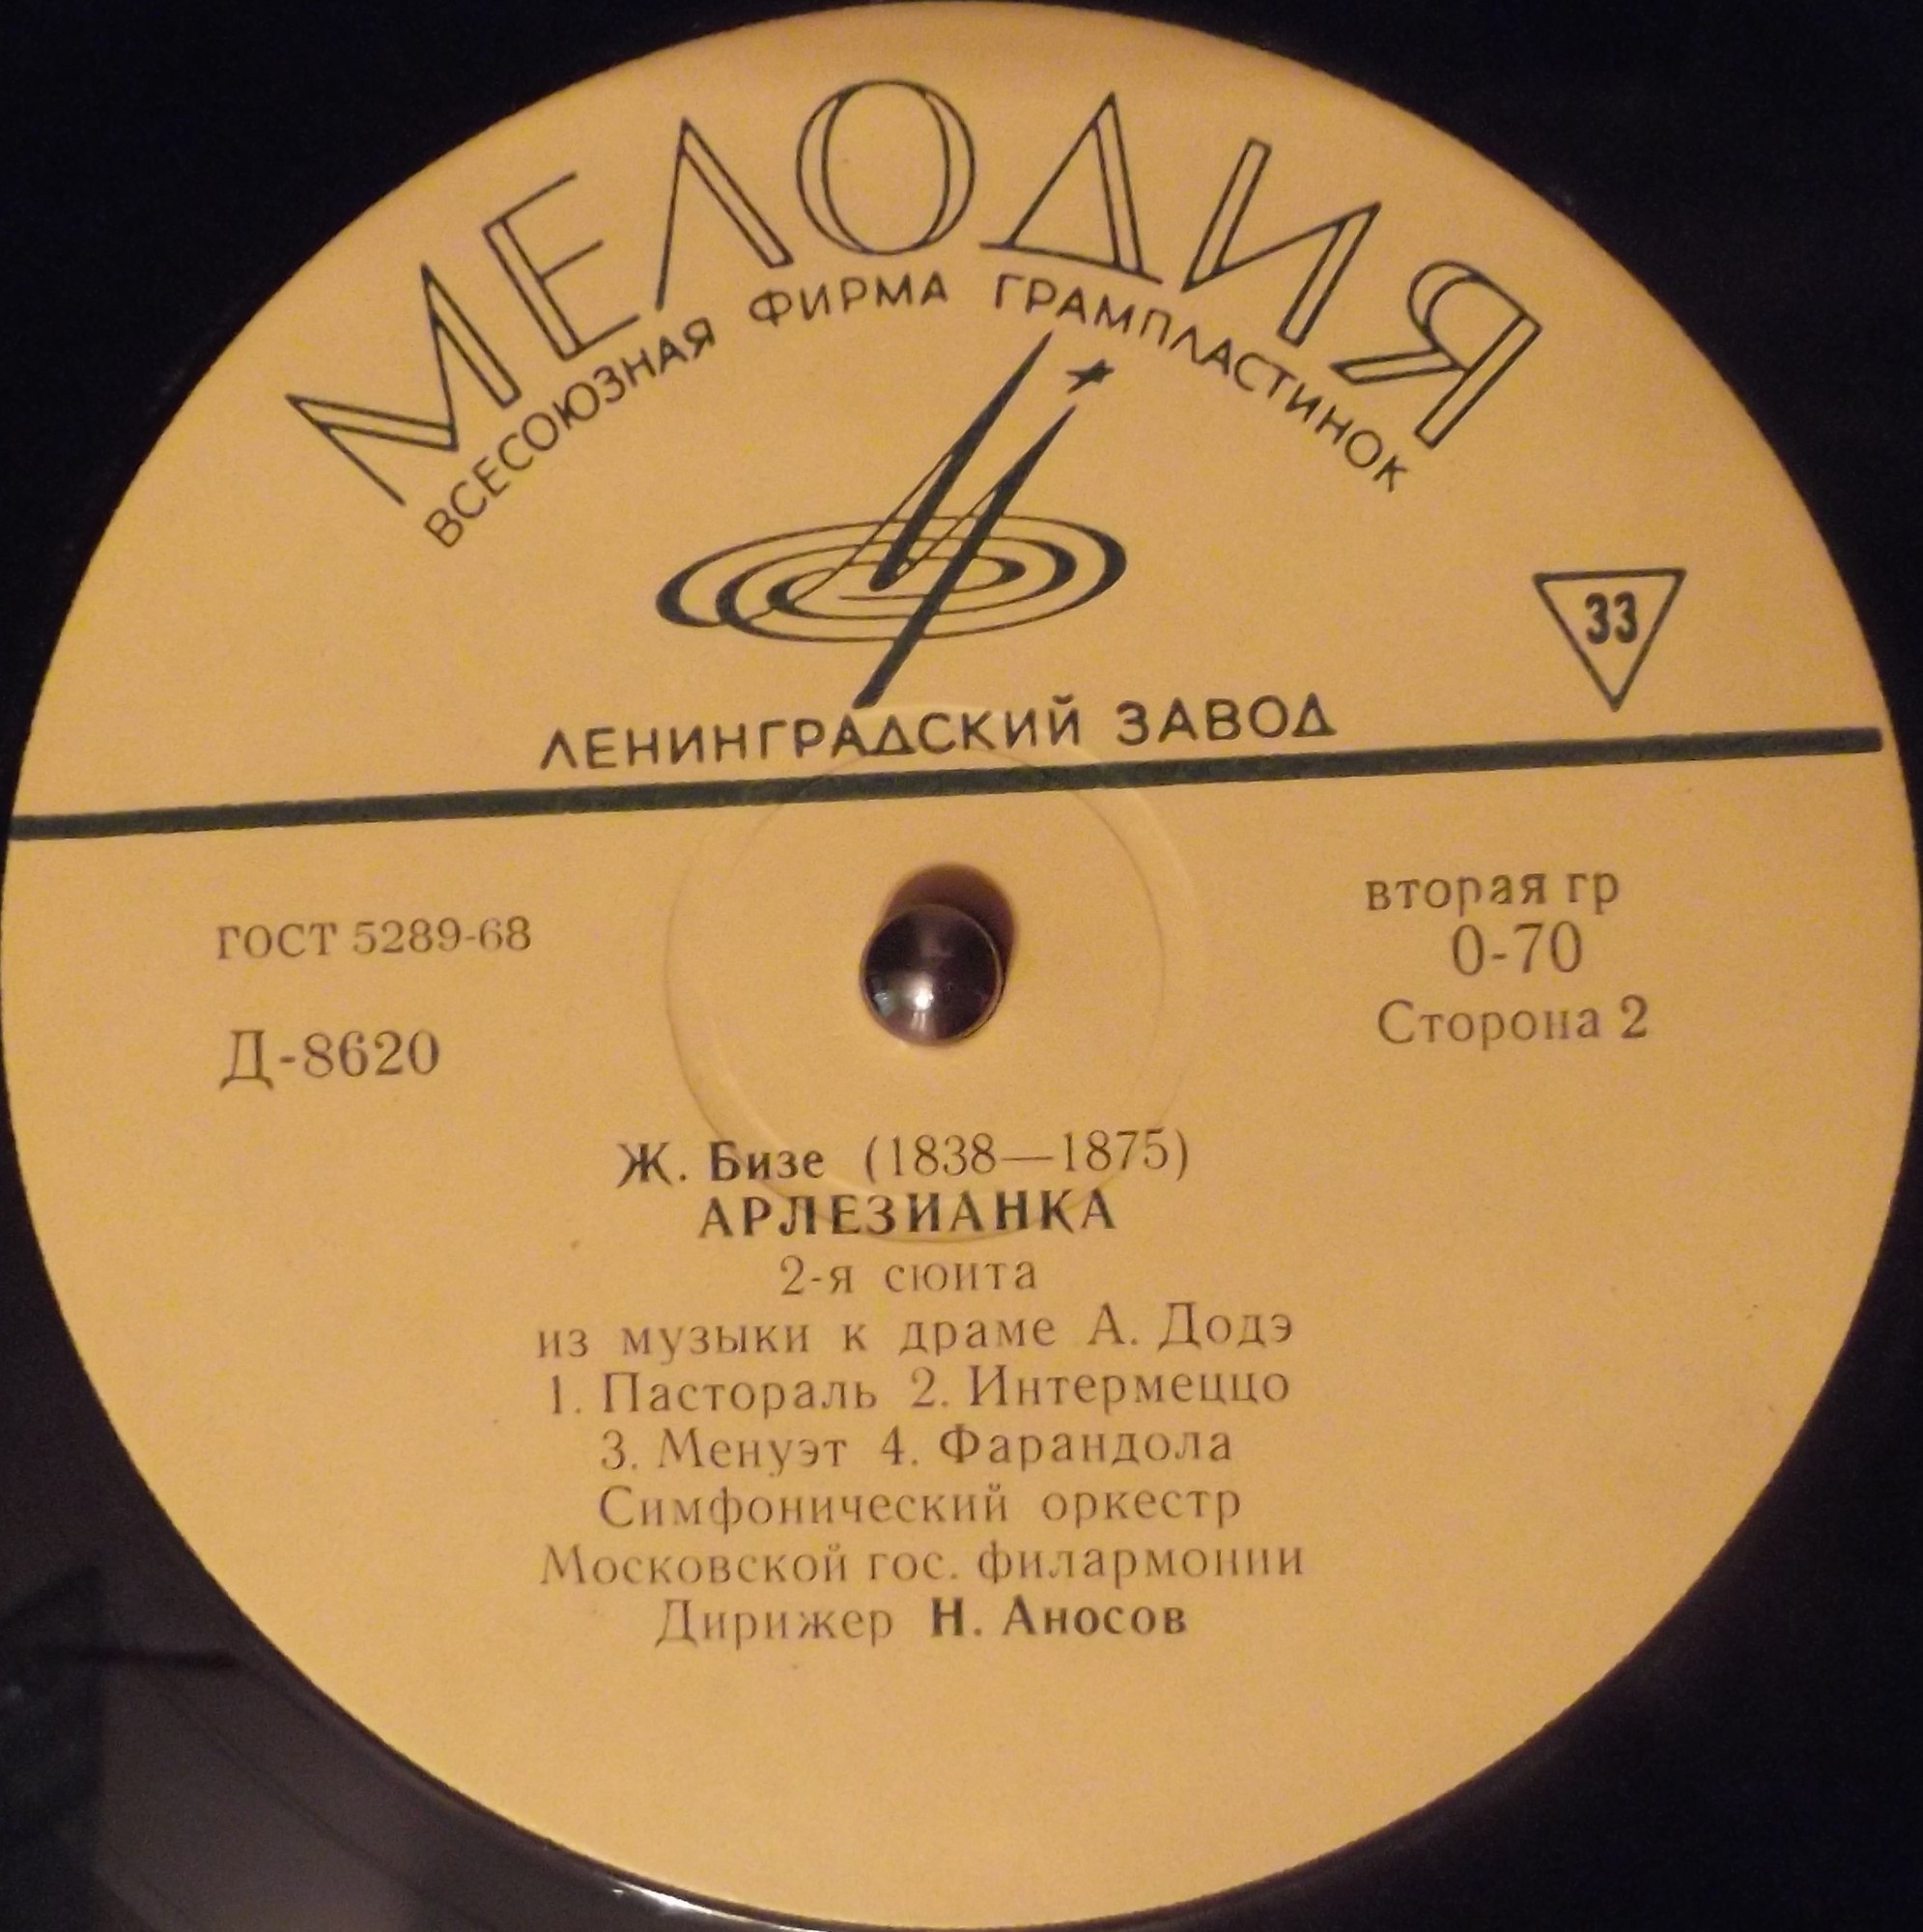 МЕЛОДИЯ
ВСЕСОЮЗНАЯ ФИРМА ГРАМПЛАСТИНОК
33
ЛЕНИНГРАДСКИЙ ЗАВОД
ГОСТ 5289-68
Д-8620
вторая гр
0-70
Сторона 2
Ж. Бизе (1838—1875)
АРЛЕЗИАНКА
2-я сюита
из музыки к драме А. Додэ
1. Пастораль 2. Интермеццо
3. Менуэт 4. Фарандола
Симфонический оркестр
Московской гос. филармонии
Дирижер Н. Аносов